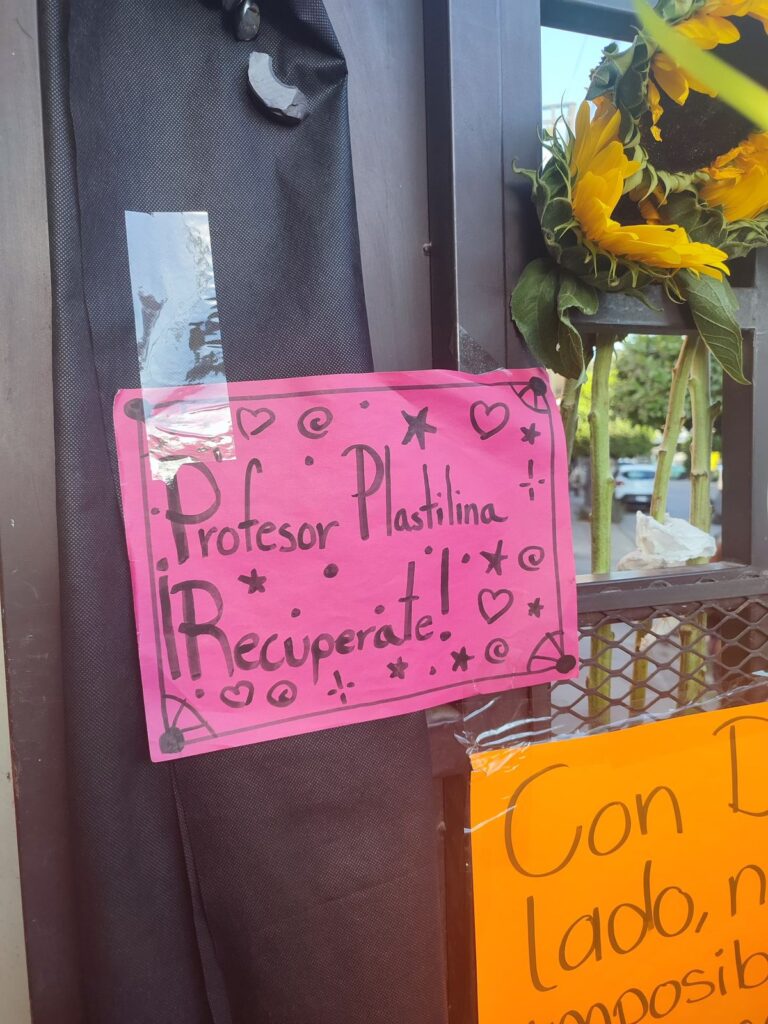 Profesor Plastilina
¡Recuperate!
Con
lado,